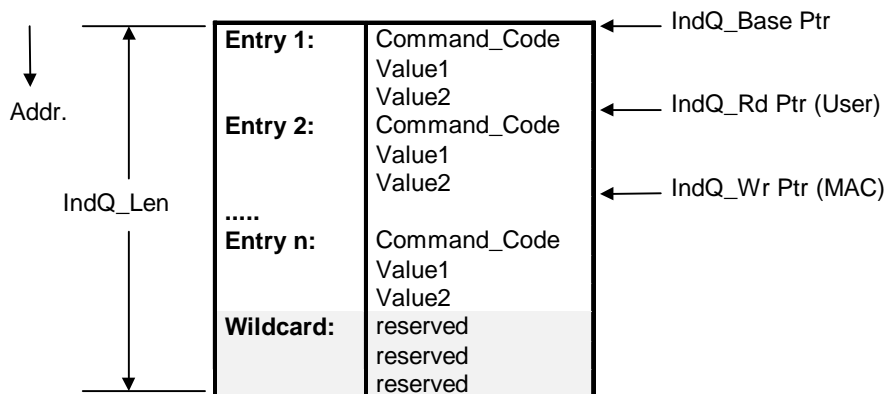 IndQ_Base Ptr
Entry 1: Command_Code
Value1
Value2
Addr.
IndQ_Rd Ptr (User)
Entry 2: Command_Code
Value1
Value2
IndQ_Wr Ptr (MAC)
IndQ_Len
.....
Entry n: Command_Code
Value1
Value2
Wildcard: reserved
reserved
reserved